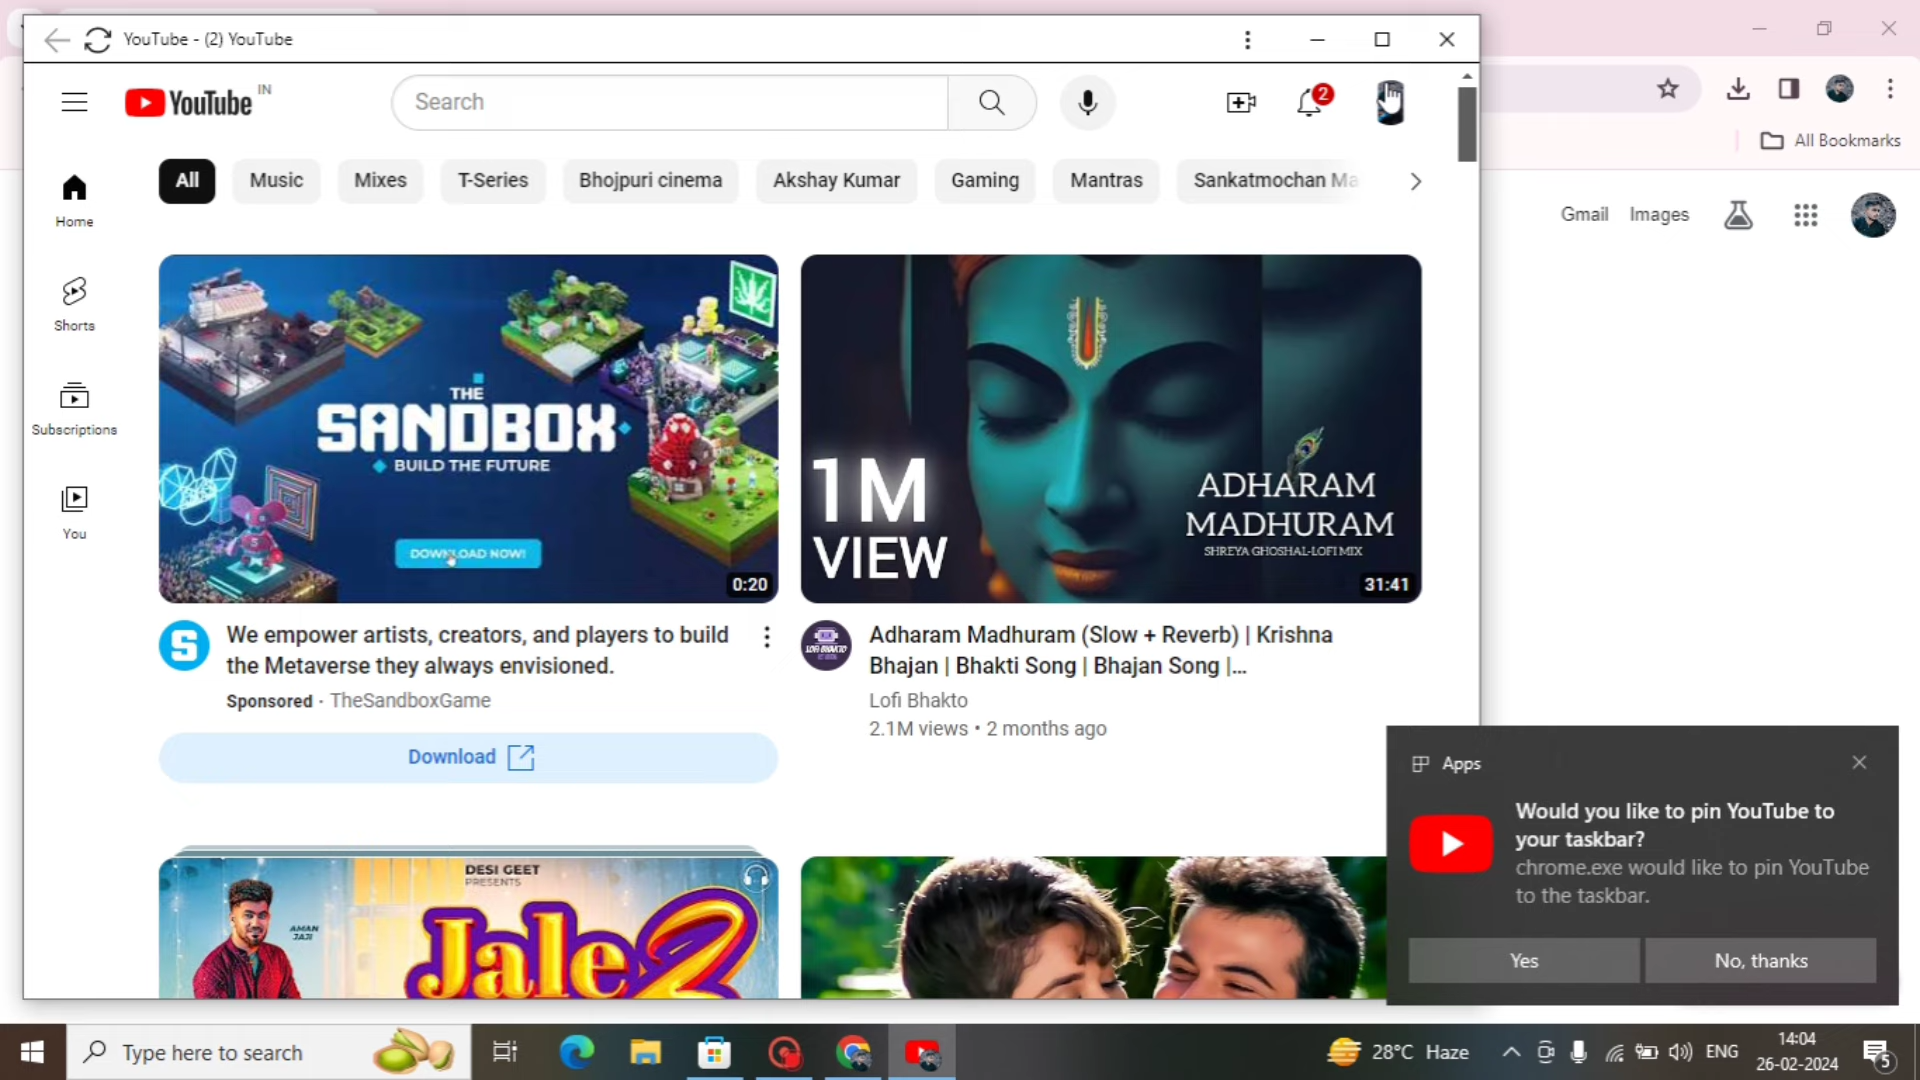 YouTube - (2) YouTube
YouTube IN
Search
2
All Bookmarks
All
Music
Mixes
T-Series
Bhojpuri cinema
Akshay Kumar
Gaming
Mantras
Sankatmochan Ma
Gmail
Images
Home
Shorts
Subscriptions
You
THE
SANDBOX
BUILD THE FUTURE
DOWNLOAD NOW!
0:20
1M
VIEW
ADHARAM
MADHURAM
SHREYA GHOSHAL-LOFI MIX
31:41
We empower artists, creators, and players to build
the Metaverse they always envisioned.
Sponsored · TheSandboxGame
Download
LOFI BHAKTO
Adharam Madhuram (Slow + Reverb) | Krishna
Bhajan | Bhakti Song | Bhajan Song |...
Lofi Bhakto
2.1M views • 2 months ago
DESI GEET
PRESENTS
AMAN
JAJI
Jale 2
Apps
Would you like to pin YouTube to
your taskbar?
chrome.exe would like to pin YouTube
to the taskbar.
Yes
No, thanks
Type here to search
28°C Haze
ENG
14:04
26-02-2024
5